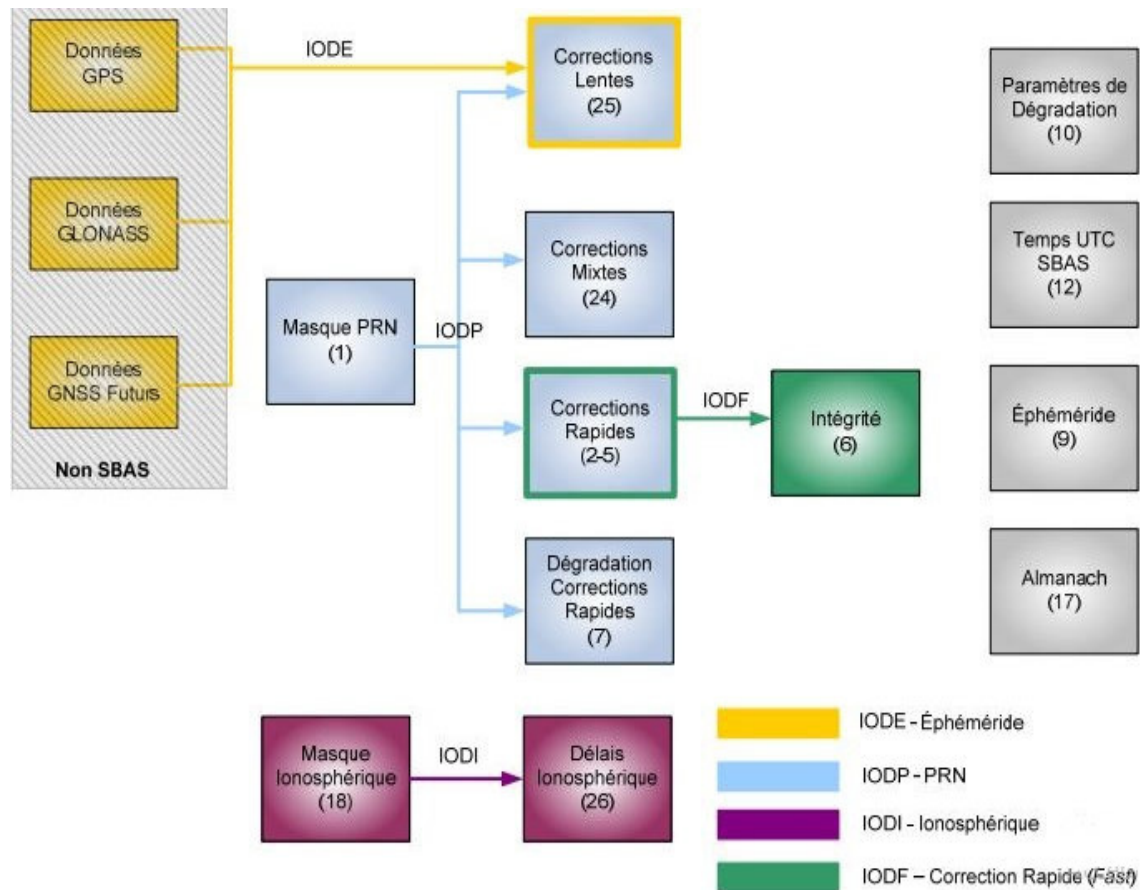 Données
GPS
Données
GLONASS
Données
GNSS Futurs
Non SBAS
IODE
Masque PRN
(1)
IODP
Corrections
Lentes
(25)
Corrections
Mixtes
(24)
Corrections
Rapides
(2-5)
IODF
Intégrité
(6)
Dégradation
Corrections
Rapides
(7)
Paramètres de
Dégradation
(10)
Temps UTC
SBAS
(12)
Éphéméride
(9)
Almanach
(17)
Masque
Ionosphérique
(18)
IODI
Délais
Ionosphérique
(26)
IODE - Éphéméride
IODP - PRN
IODI - Ionosphérique
IODF – Correction Rapide (Fast)